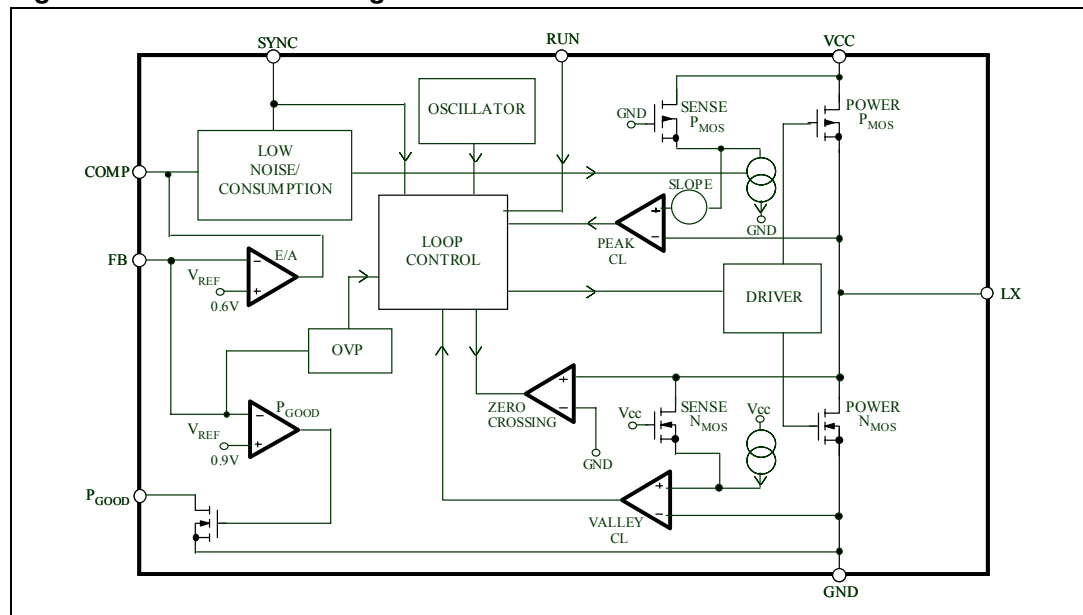 SYNC
RUN
VCC
OSCILLATOR
GND
SENSE
PMOS
POWER
PMOS
LOW
NOISE/
CONSUMPTION
COMP
SLOPE
GND
PEAK
CL
LOOP
CONTROL
E/A
FB
VREF
0.6V
DRIVER
LX
OVP
ZERO
CROSSING
GND
Vcc
SENSE
NMOS
Vcc
POWER
NMOS
PGOOD
VREF
0.9V
PGOOD
VALLEY
CL
GND